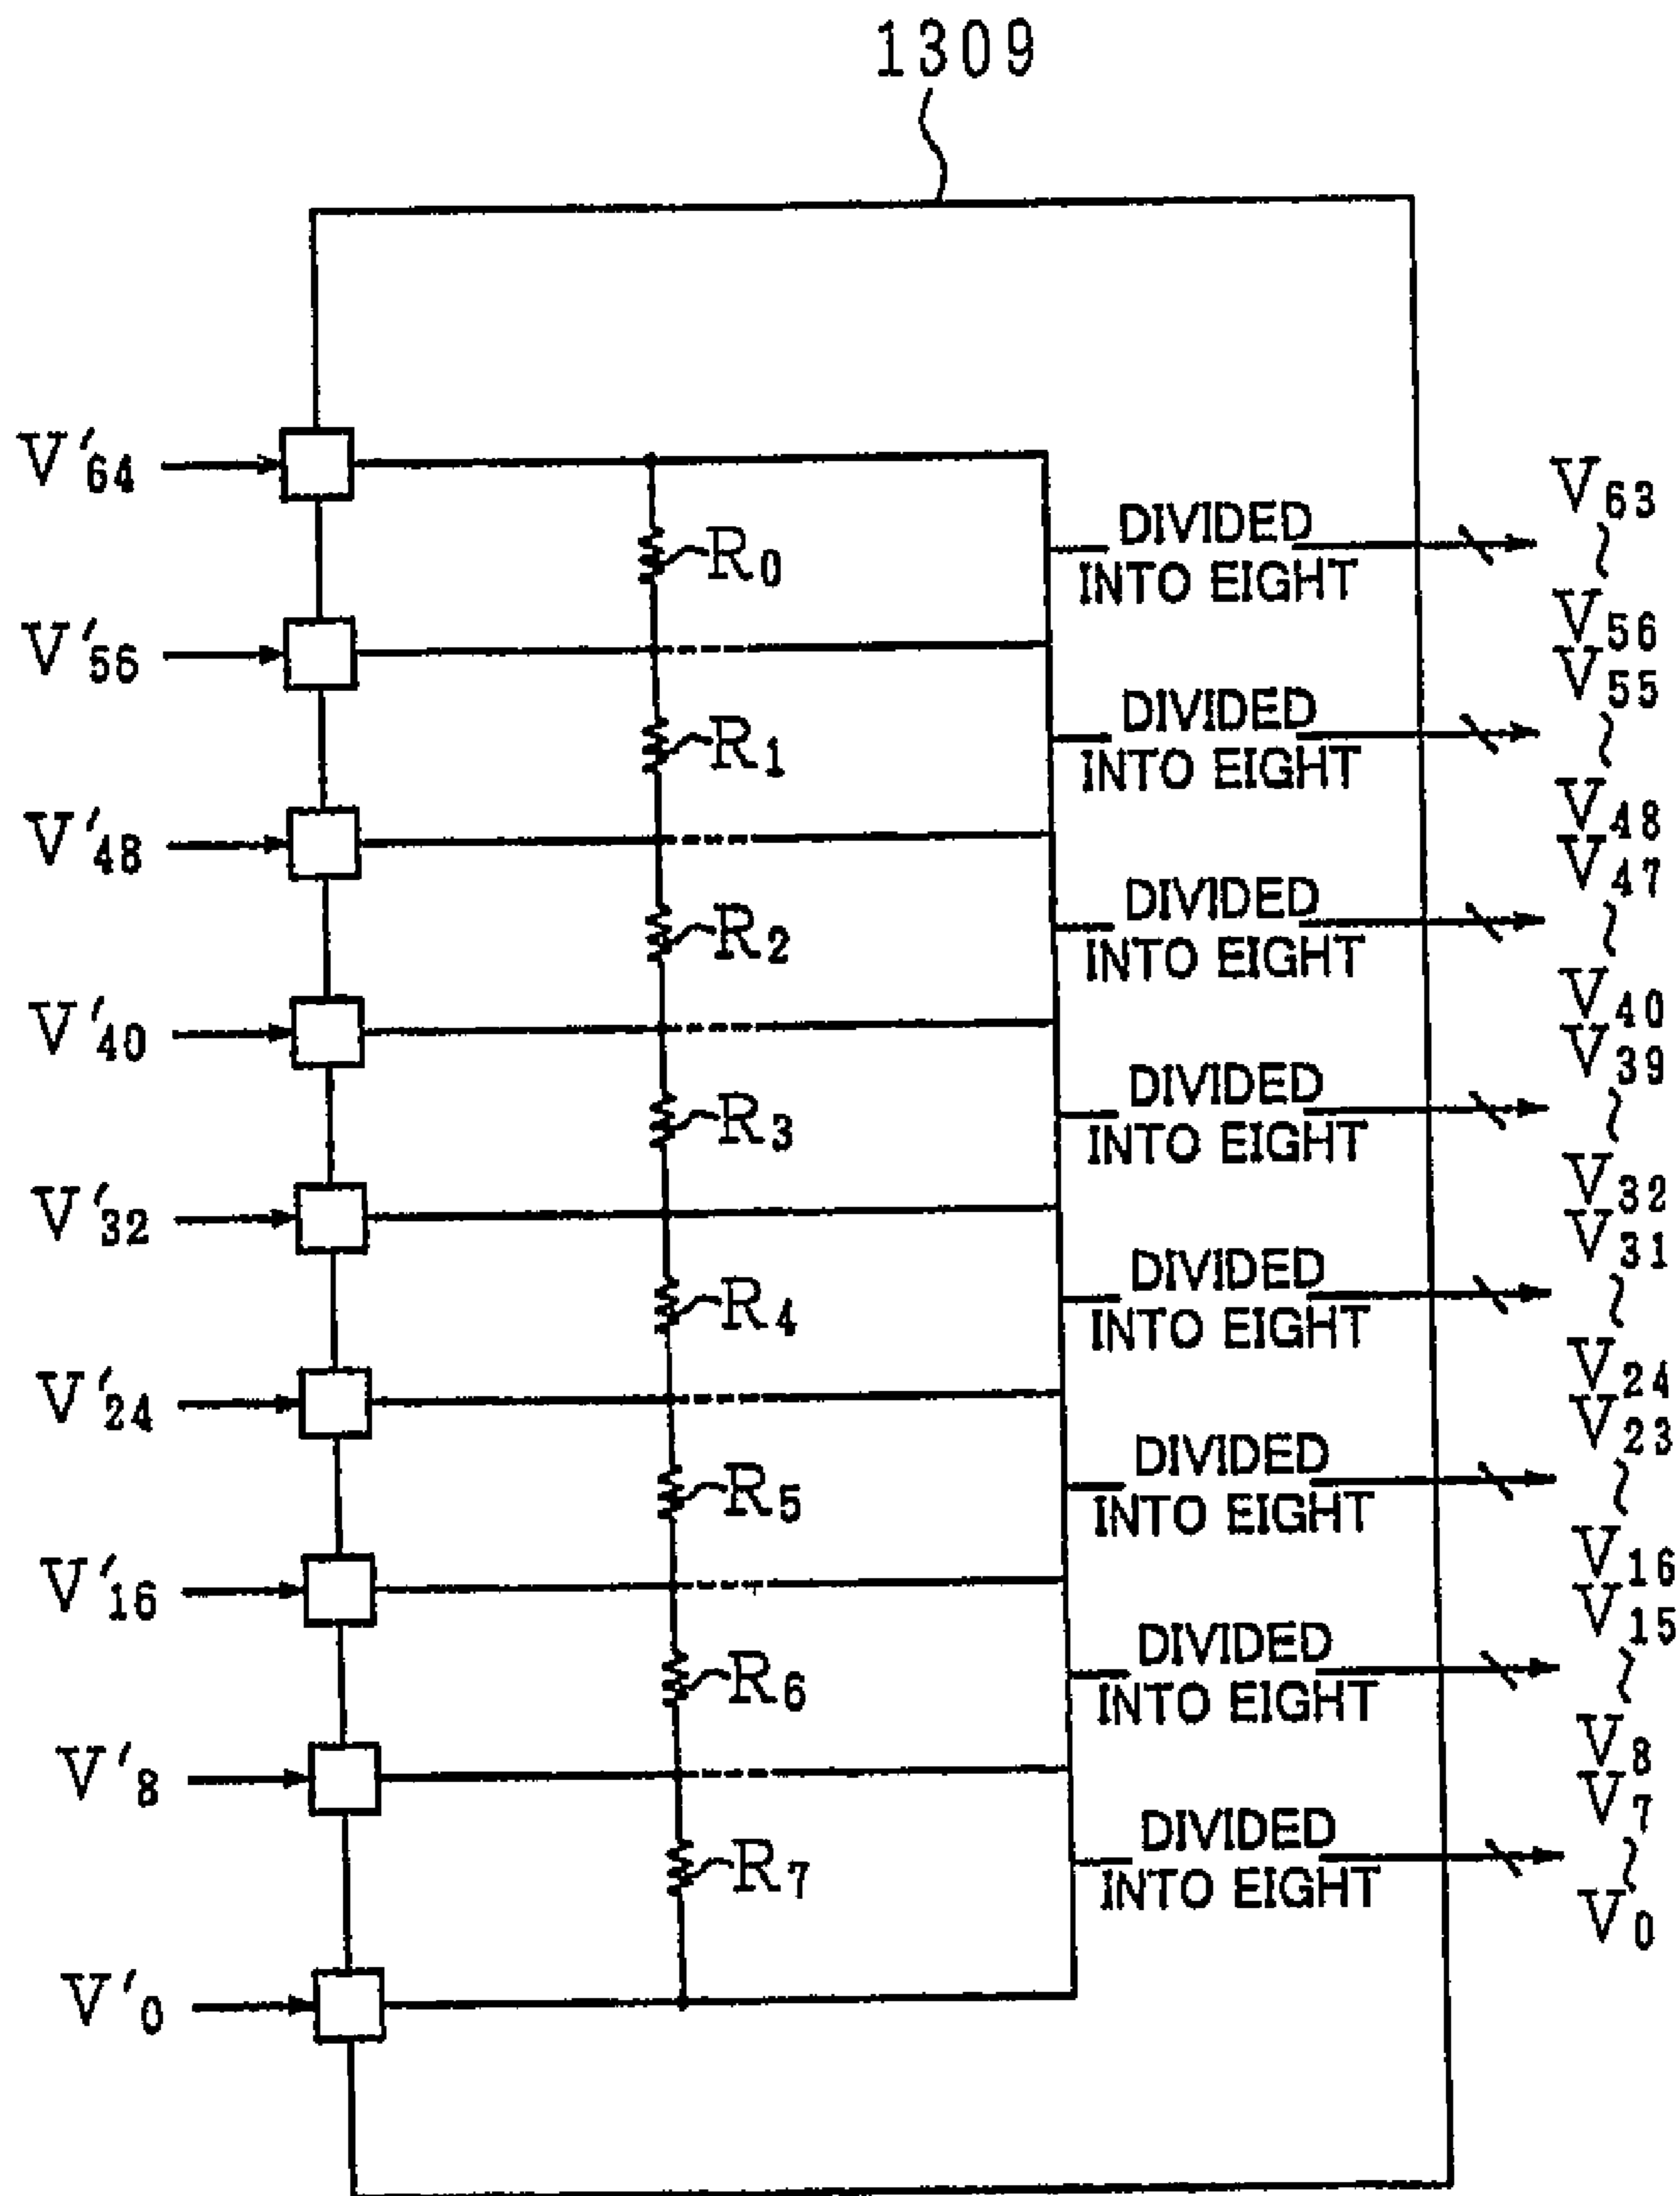 1309
V'64
V'56
V'48
V'40
V'32
V'24
V'16
V'8
V'0
R0
R1
R2
R3
R4
R5
R6
R7
DIVIDED
INTO EIGHT
DIVIDED
INTO EIGHT
DIVIDED
INTO EIGHT
DIVIDED
INTO EIGHT
DIVIDED
INTO EIGHT
DIVIDED
INTO EIGHT
DIVIDED
INTO EIGHT
DIVIDED
INTO EIGHT
V63
~
V56
V55
~
V48
V47
~
V40
V39
~
V32
V31
~
V24
V23
~
V16
V15
~
V8
V7
~
V0